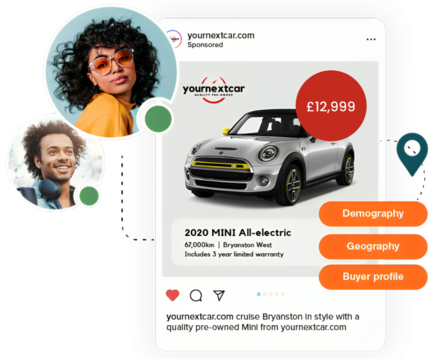 yournextcar.com
Sponsored
yournextcar
QUALITY PRE-OWNED
£12,999
2020 MINI All-electric
67,000km | Bryanston West
Includes 3 year limited warranty
Demography
Geography
Buyer profile
yournextcar.com cruise Bryanston in style with a
quality pre-owned Mini from yournextcar.com